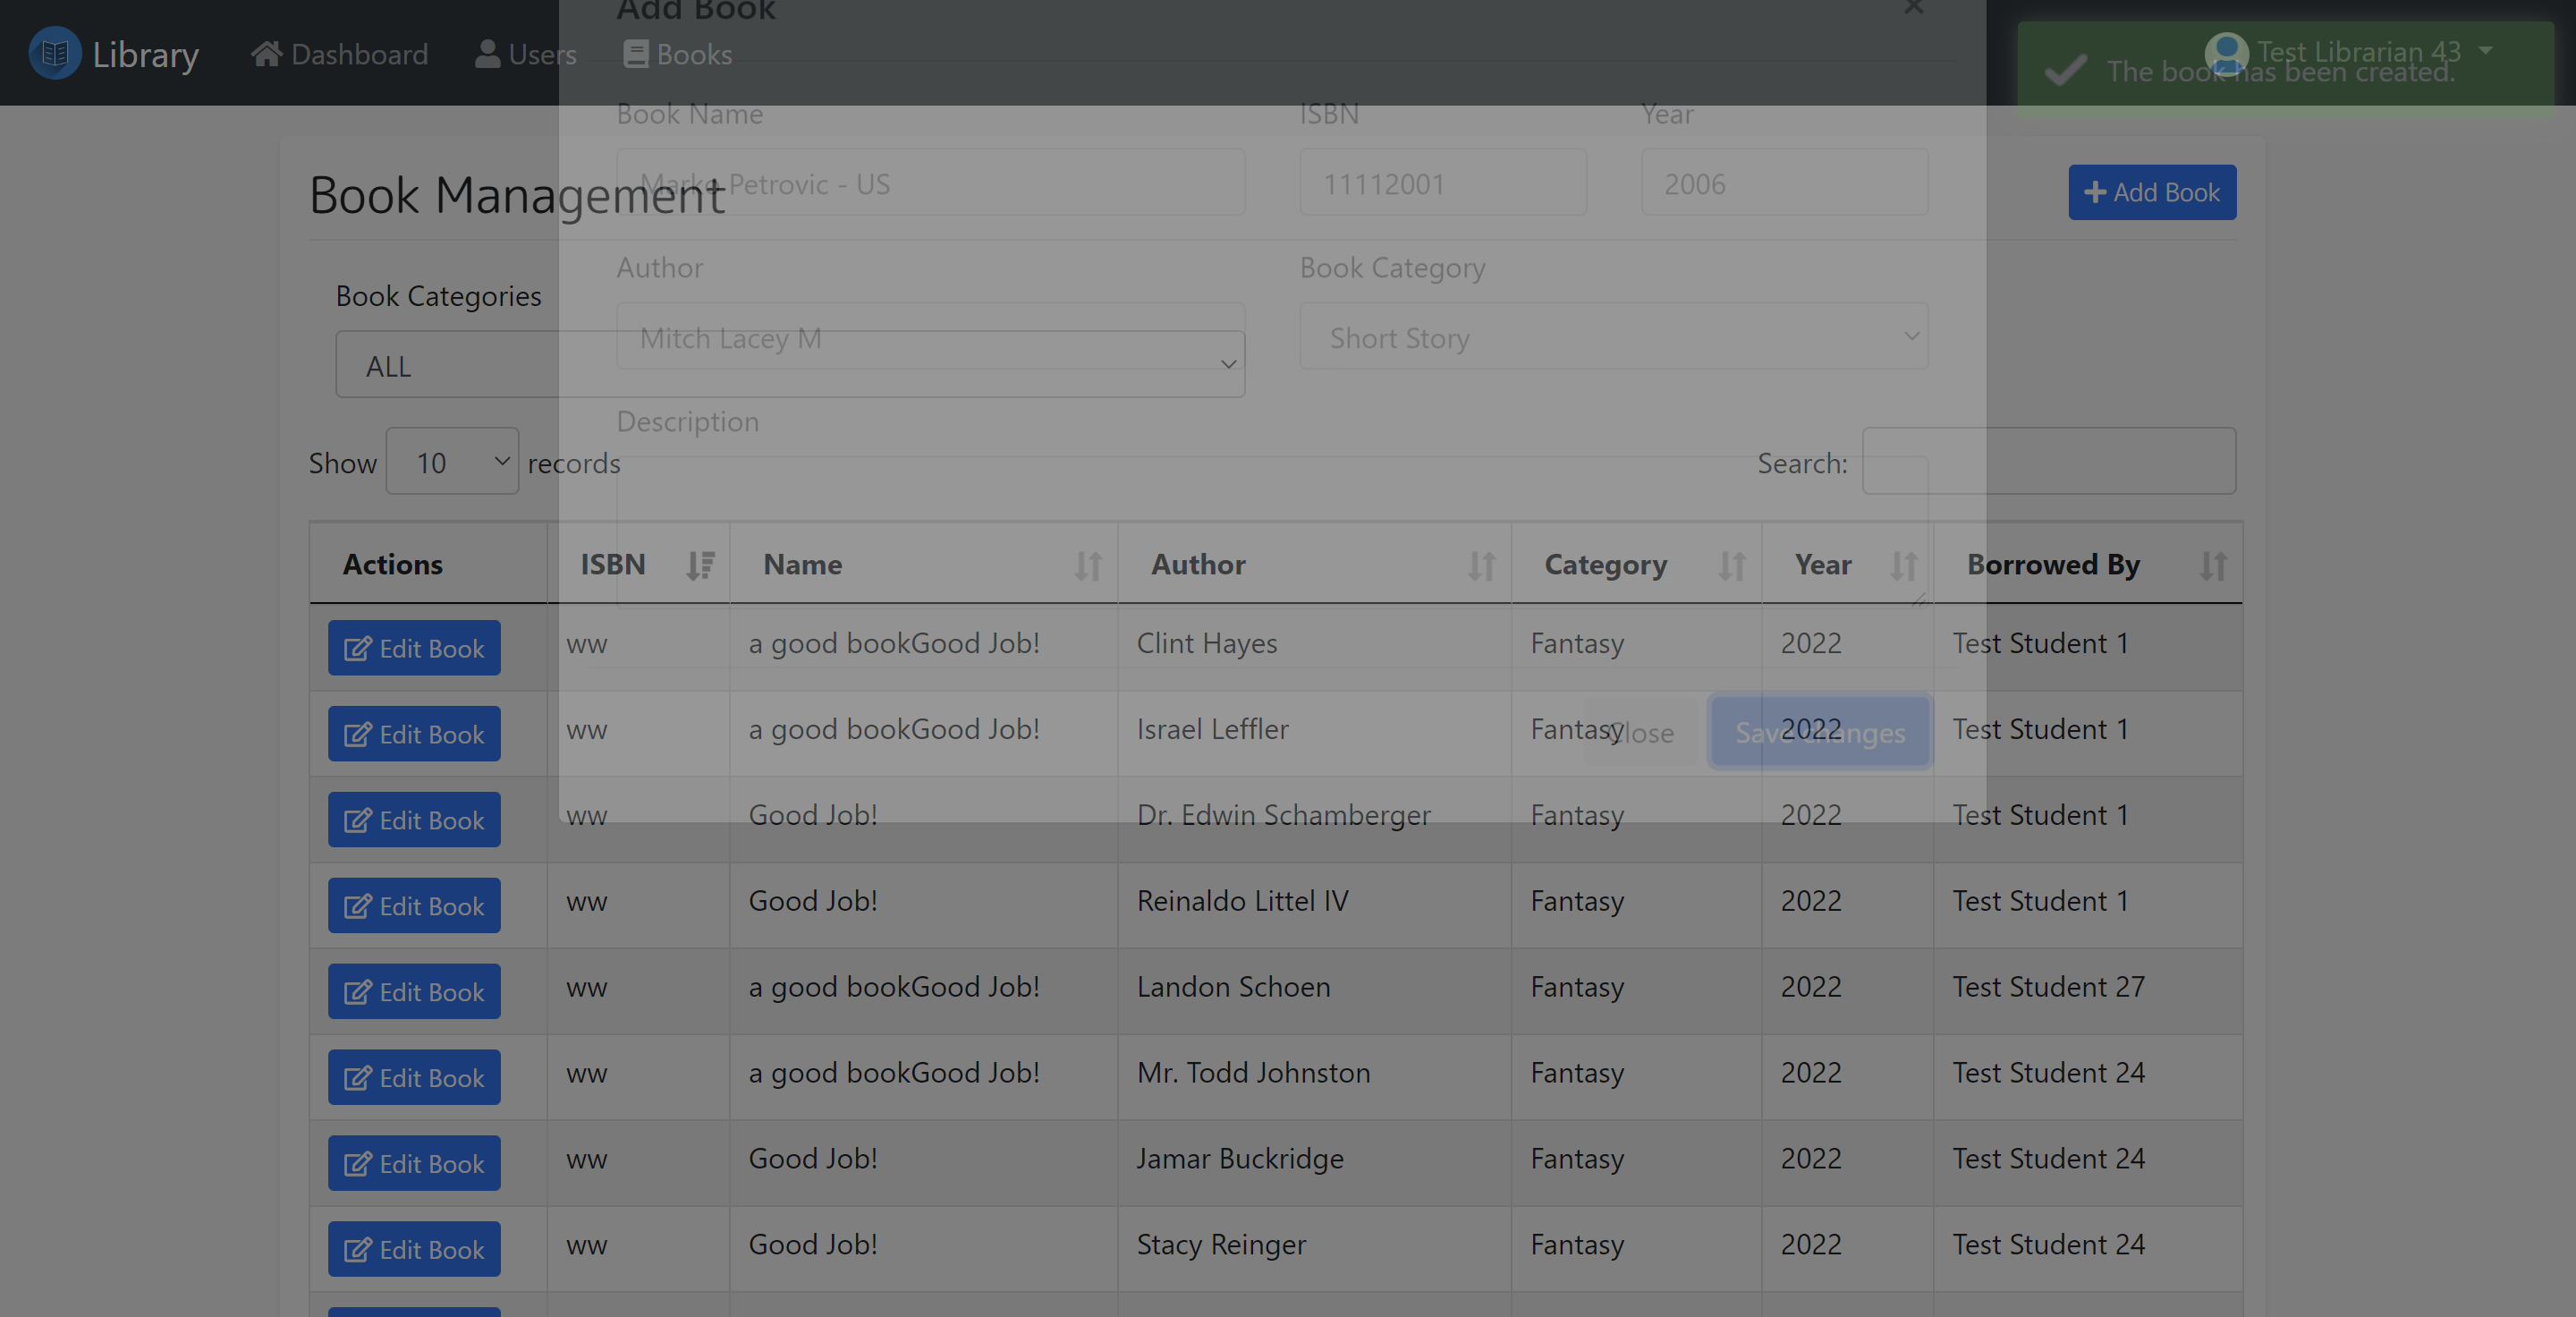 Add Book ×
Library Dashboard Users Books Test Librarian 43
The book has been created.
Book Name ISBN Year
Marko Petrovic - US 11112001 2006
Book Management Add Book
Author Book Category
Book Categories
Mitch Lacey M Short Story
ALL
Description
Show 10 records Search:
Actions ISBN Name Author Category Year Borrowed By
Edit Book ww a good bookGood Job! Clint Hayes Fantasy 2022 Test Student 1
Edit Book ww a good bookGood Job! Israel Leffler Fantasy 2022 Test Student 1
Close Save changes
Edit Book ww Good Job! Dr. Edwin Schamberger Fantasy 2022 Test Student 1
Edit Book ww Good Job! Reinaldo Littel IV Fantasy 2022 Test Student 1
Edit Book ww a good bookGood Job! Landon Schoen Fantasy 2022 Test Student 27
Edit Book ww a good bookGood Job! Mr. Todd Johnston Fantasy 2022 Test Student 24
Edit Book ww Good Job! Jamar Buckridge Fantasy 2022 Test Student 24
Edit Book ww Good Job! Stacy Reinger Fantasy 2022 Test Student 24